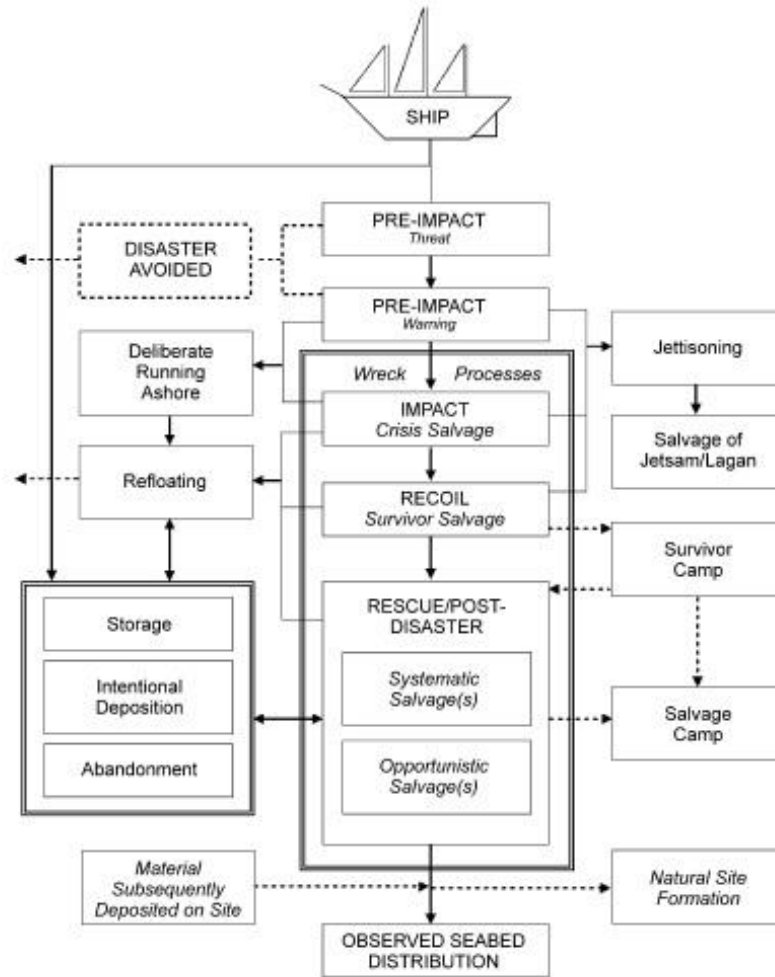 SHIP
PRE-IMPACT
Threat
DISASTER
AVOIDED
PRE-IMPACT
Warning
Deliberate
Running
Ashore
Jettisoning
Wreck Processes
IMPACT
Crisis Salvage
Salvage of
Jetsam/Lagan
Refloating
RECOIL
Survivor Salvage
Survivor
Camp
RESCUE/POST-
DISASTER
Storage
Systematic
Salvage(s)
Intentional
Deposition
Salvage
Camp
Abandonment
Opportunistic
Salvage(s)
Material
Subsequently
Deposited on Site
Natural Site
Formation
OBSERVED SEABED
DISTRIBUTION